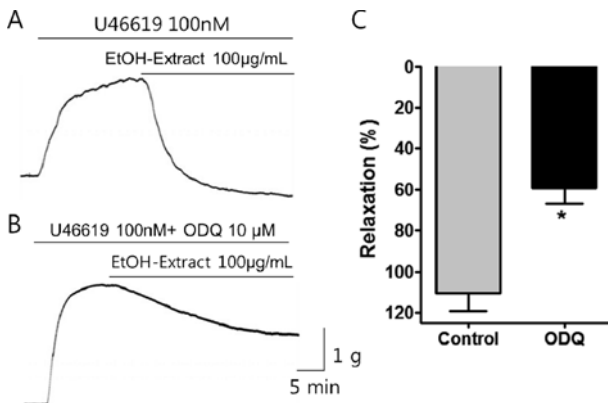 A
U46619 100nM
EtOH-Extract 100μg/mL
B
U46619 100nM+ ODQ 10 μM
EtOH-Extract 100μg/mL
1 g
5 min
C
Relaxation (%)
0
20
40
60
80
100
120
*
Control
ODQ